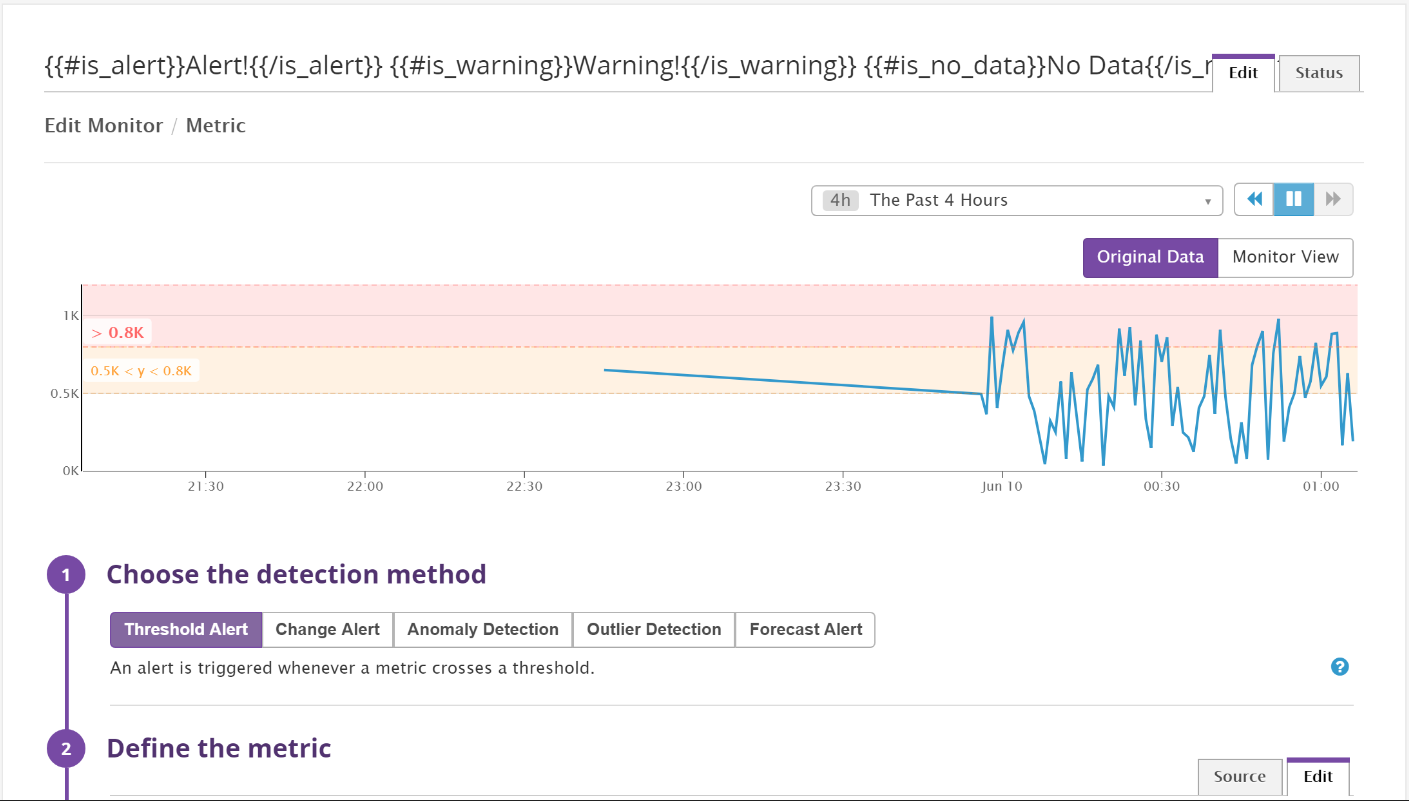 {{#is_alert}}Alert!{{/is_alert}} {{#is_warning}}Warning!{{/is_warning}} {{#is_no_data}}No Data{{/is_
Edit Status
Edit Monitor / Metric
4h The Past 4 Hours
Original Data Monitor View
1K
> 0.8K
0.5K < y < 0.8K
0.5K
0K
21:30 22:00 22:30 23:00 23:30 Jun 10 00:30 01:00
1 Choose the detection method
Threshold Alert Change Alert Anomaly Detection Outlier Detection Forecast Alert
An alert is triggered whenever a metric crosses a threshold. ?
2 Define the metric
Source Edit